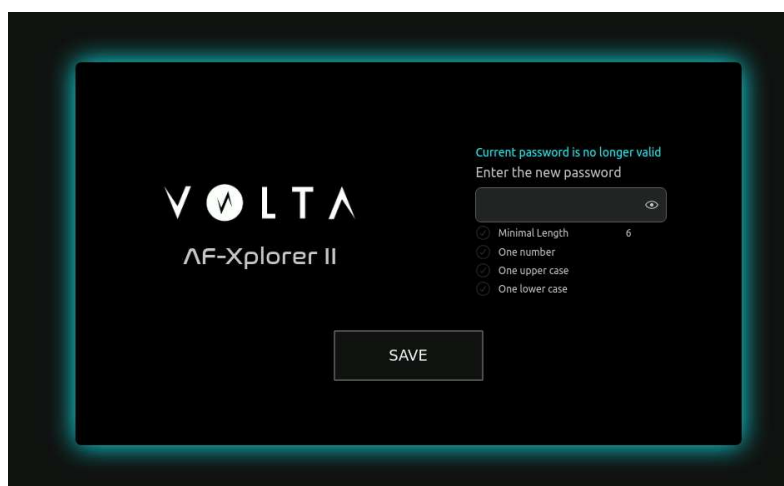 VOLTA
AF-Xplorer II
Current password is no longer valid
Enter the new password
Minimal Length 6
One number
One upper case
One lower case
SAVE